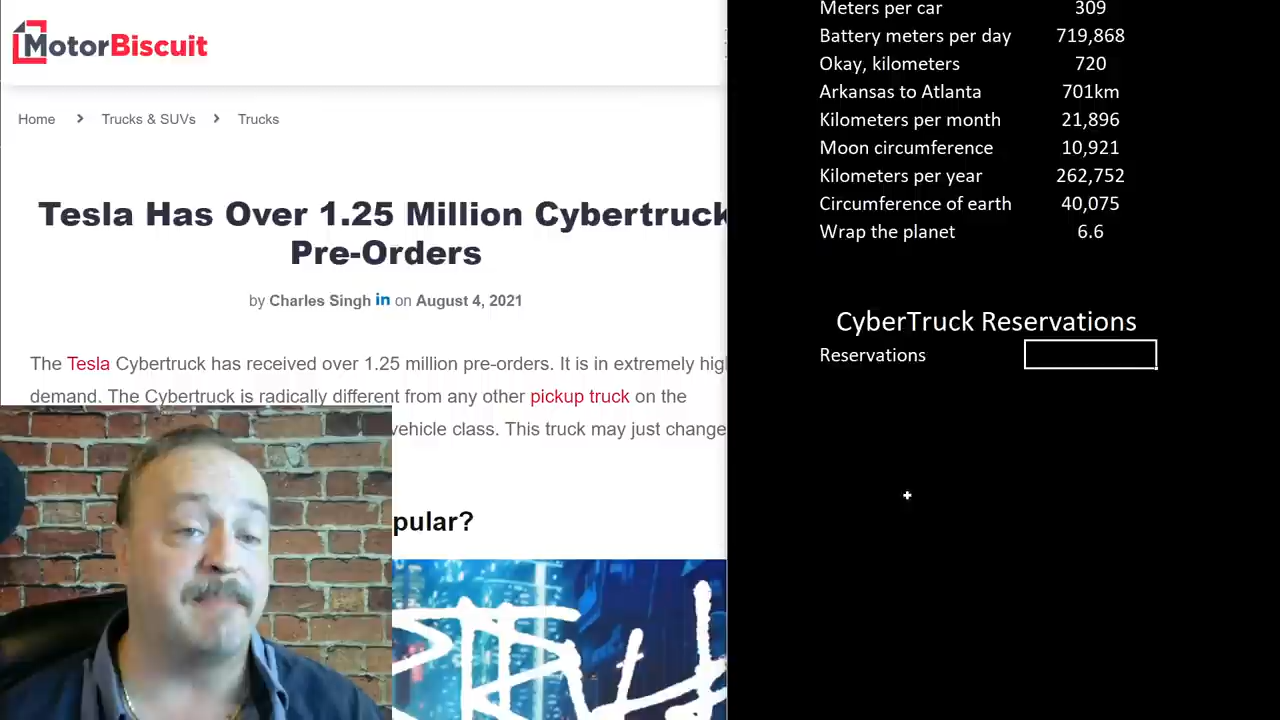 MotorBiscuit
Home > Trucks & SUVs > Trucks
Tesla Has Over 1.25 Million Cybertruck
Pre-Orders
by Charles Singh in on August 4, 2021
The Tesla Cybertruck has received over 1.25 million pre-orders. It is in extremely hig
demand. The Cybertruck is radically different from any other pickup truck on the
vehicle class. This truck may just change
pular?
Meters per car 309
Battery meters per day 719,868
Okay, kilometers 720
Arkansas to Atlanta 701km
Kilometers per month 21,896
Moon circumference 10,921
Kilometers per year 262,752
Circumference of earth 40,075
Wrap the planet 6.6
CyberTruck Reservations
Reservations